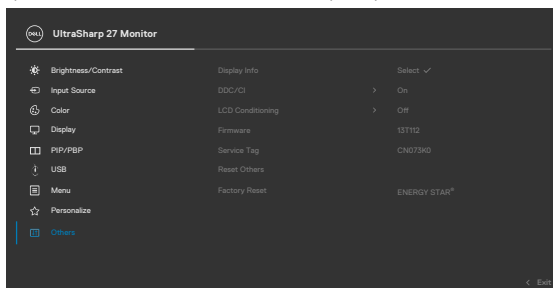 DELL UltraSharp 27 Monitor
Brightness/Contrast Display Info Select ✓
Input Source DDC/CI > On
Color LCD Conditioning > Off
Display Firmware 13T112
PIP/PBP Service Tag CN073K0
USB Reset Others
Menu Factory Reset ENERGY STAR®
Personalize
Others
< Exit